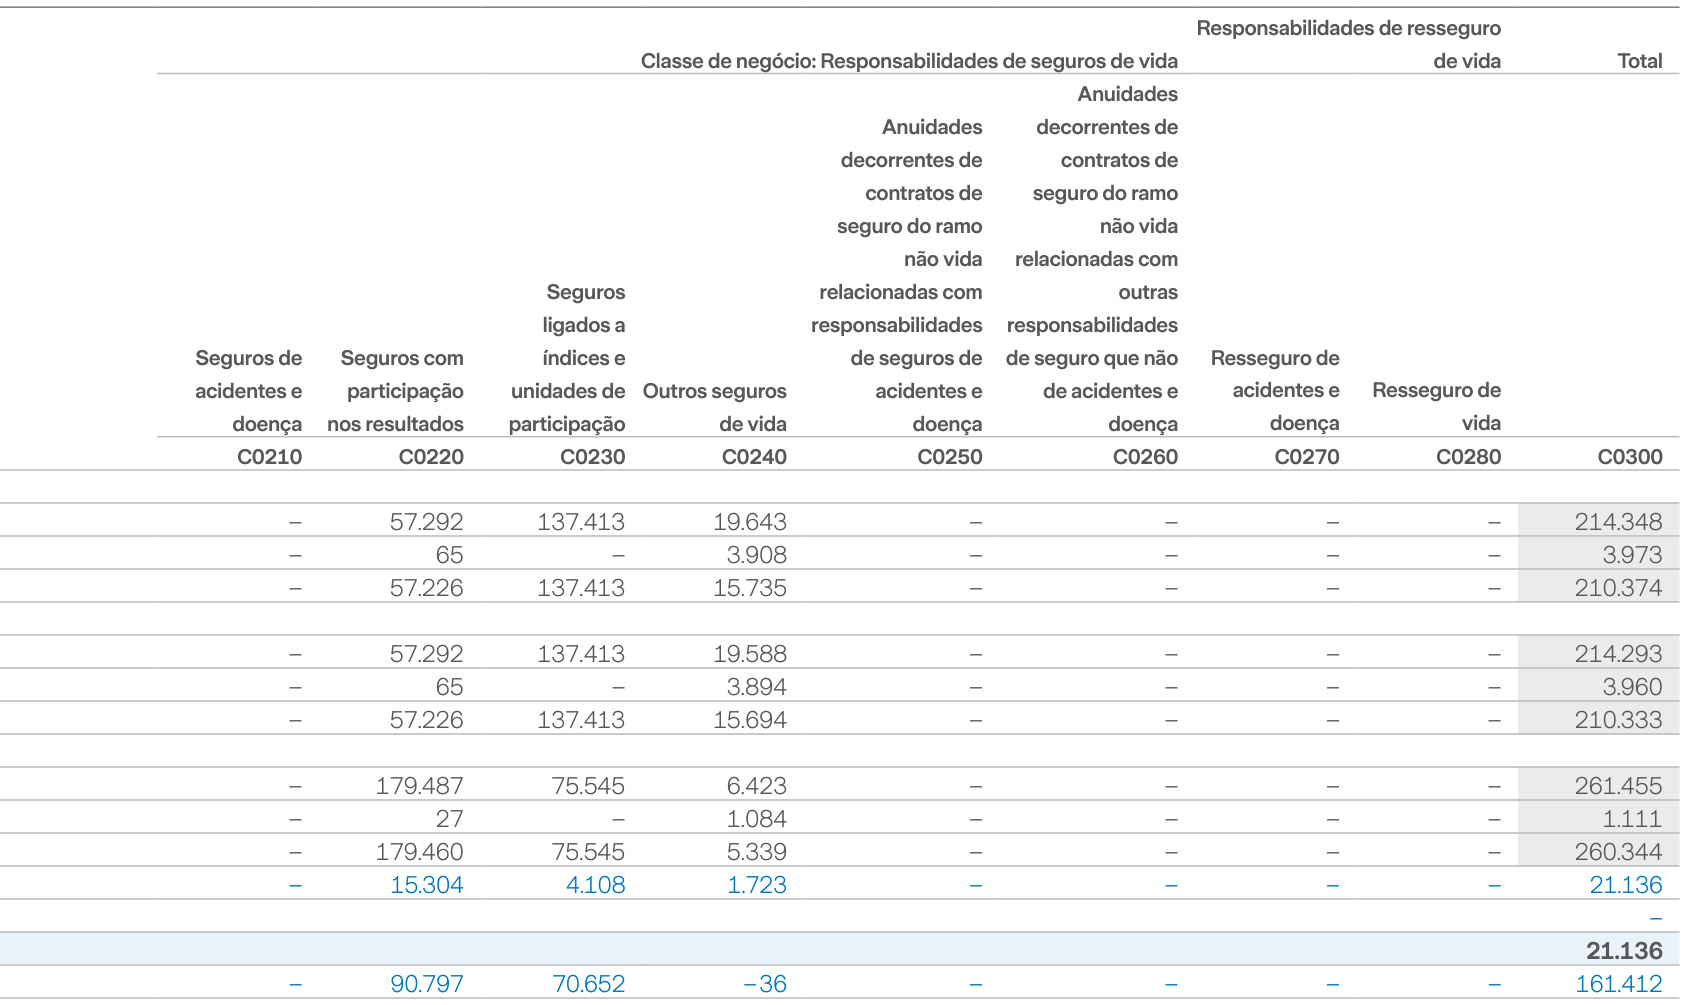 Responsabilidades de resseguro
Classe de negócio: Responsabilidades de seguros de vida de vida Total
Anuidades
Anuidades decorrentes de
decorrentes de contratos de
contratos de seguro do ramo
seguro do ramo não vida
não vida relacionadas com
Seguros relacionadas com outras
ligados a responsabilidades responsabilidades
Seguros de Seguros com índices e de seguros de de seguro que não Resseguro de
acidentes e participação unidades de Outros seguros acidentes e de acidentes e acidentes e Resseguro de
doença nos resultados participação de vida doença doença doença vida
C0210 C0220 C0230 C0240 C0250 C0260 C0270 C0280 C0300
– 57.292 137.413 19.643 – – – – 214.348
– 65 – 3.908 – – – – 3.973
– 57.226 137.413 15.735 – – – – 210.374
– 57.292 137.413 19.588 – – – – 214.293
– 65 – 3.894 – – – – 3.960
– 57.226 137.413 15.694 – – – – 210.333
– 179.487 75.545 6.423 – – – – 261.455
– 27 – 1.084 – – – – 1.111
– 179.460 75.545 5.339 – – – – 260.344
– 15.304 4.108 1.723 – – – – 21.136
–
21.136
– 90.797 70.652 –36 – – – – 161.412